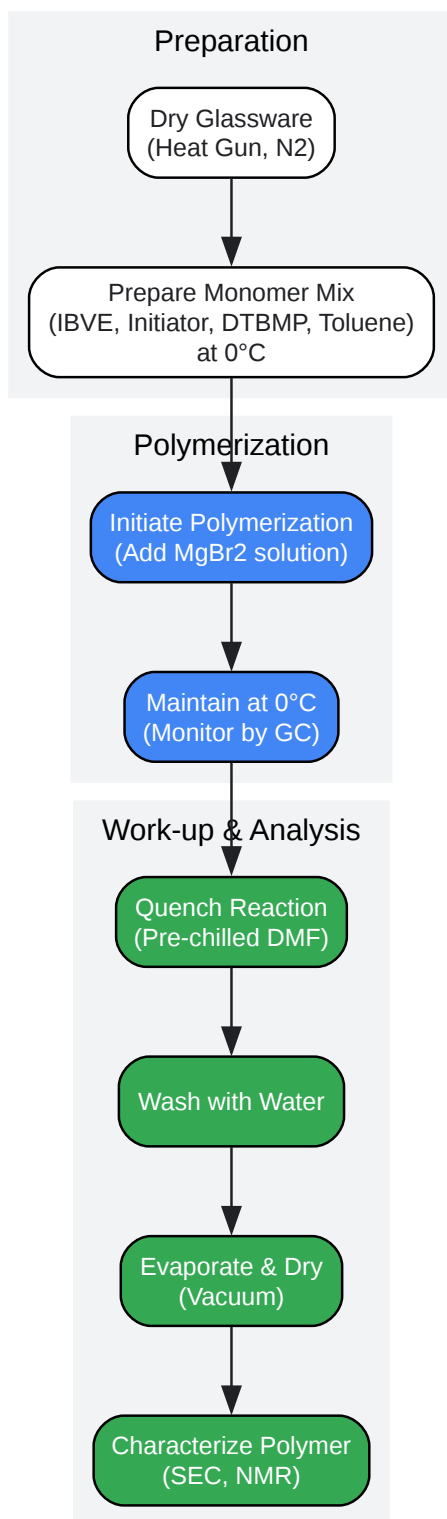 Preparation
Dry Glassware
(Heat Gun, N2)
Prepare Monomer Mix
(IBVE, Initiator, DTBMP, Toluene)
at 0°C
Polymerization
Initiate Polymerization
(Add MgBr2 solution)
Maintain at 0°C
(Monitor by GC)
Work-up & Analysis
Quench Reaction
(Pre-chilled DMF)
Wash with Water
Evaporate & Dry
(Vacuum)
Characterize Polymer
(SEC, NMR)